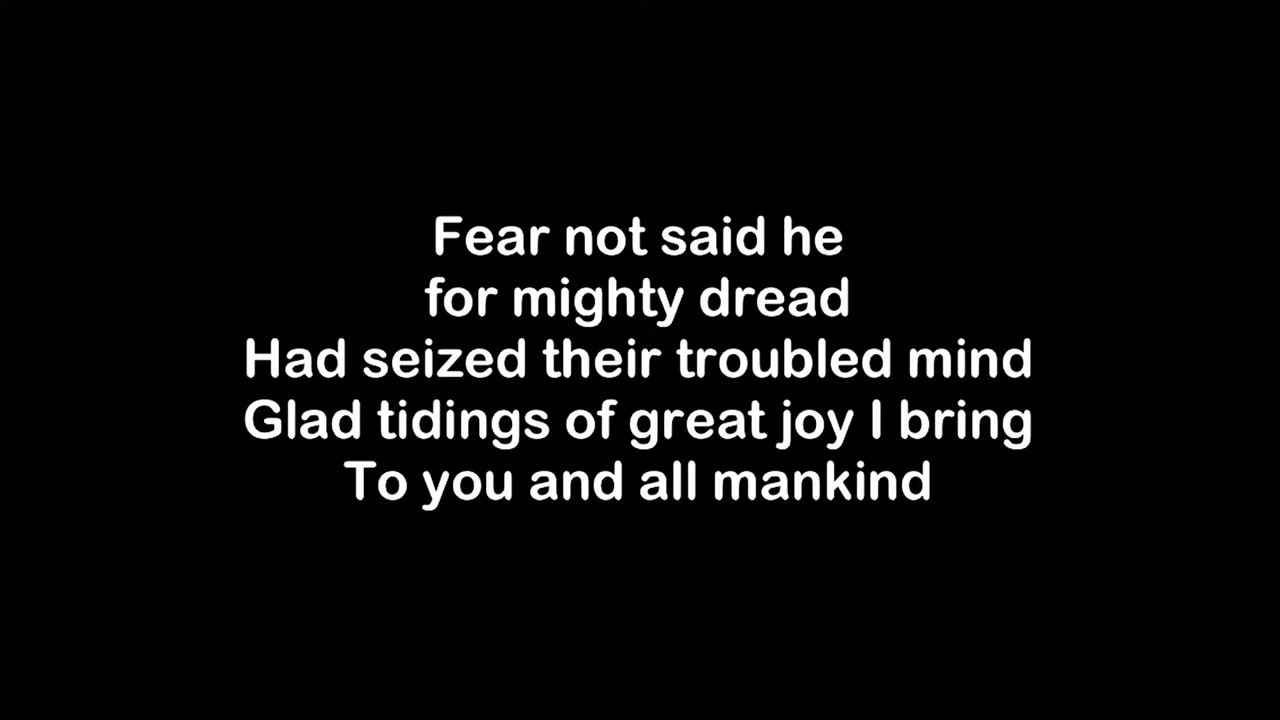 Fear not said he
for mighty dread
Had seized their troubled mind
Glad tidings of great joy I bring
To you and all mankind